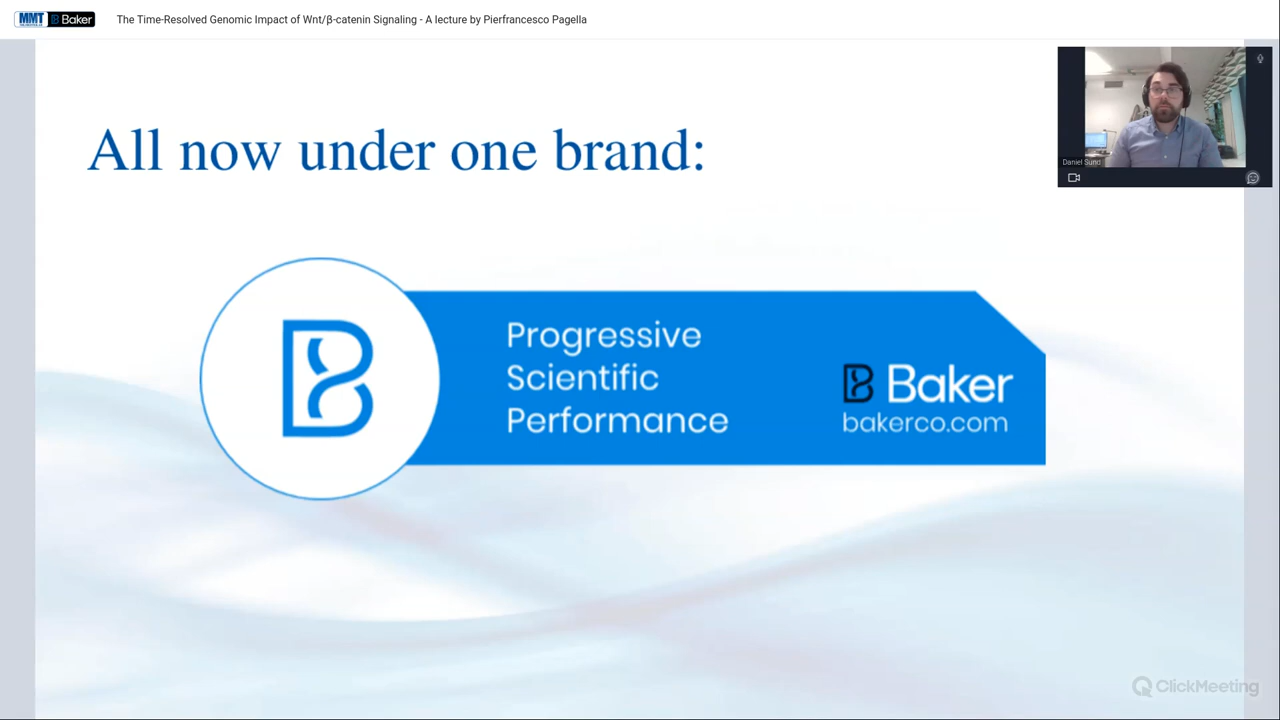 MMT
Baker
The Time-Resolved Genomic Impact of Wnt/β-catenin Signaling - A lecture by Pierfrancesco Pagella
All now under one brand:
Daniel Sund
B
Progressive
Scientific
Performance
B Baker
bakerco.com
ClickMeeting